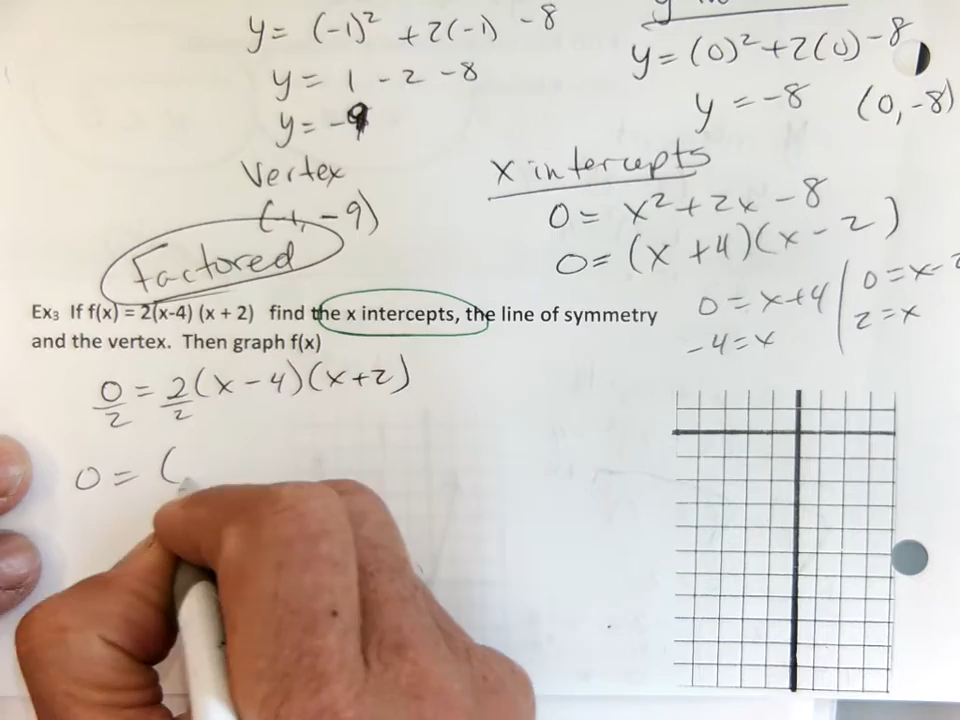 y = (-1)² + 2(-1) - 8
y = 1 - 2 - 8
y = -9
Vertex
(-1, -9)
y = (0)² + 2(0) - 8
y = -8 (0, -8)
x intercepts
0 = x² + 2x - 8
0 = (x + 4)(x - 2)
0 = x + 4 | 0 = x -
-4 = x | 2 = x
Factored
Ex3 If f(x) = 2(x-4) (x + 2) find the x intercepts, the line of symmetry
and the vertex. Then graph f(x)
0/2 = 2/2 (x - 4)(x + 2)
0 = (